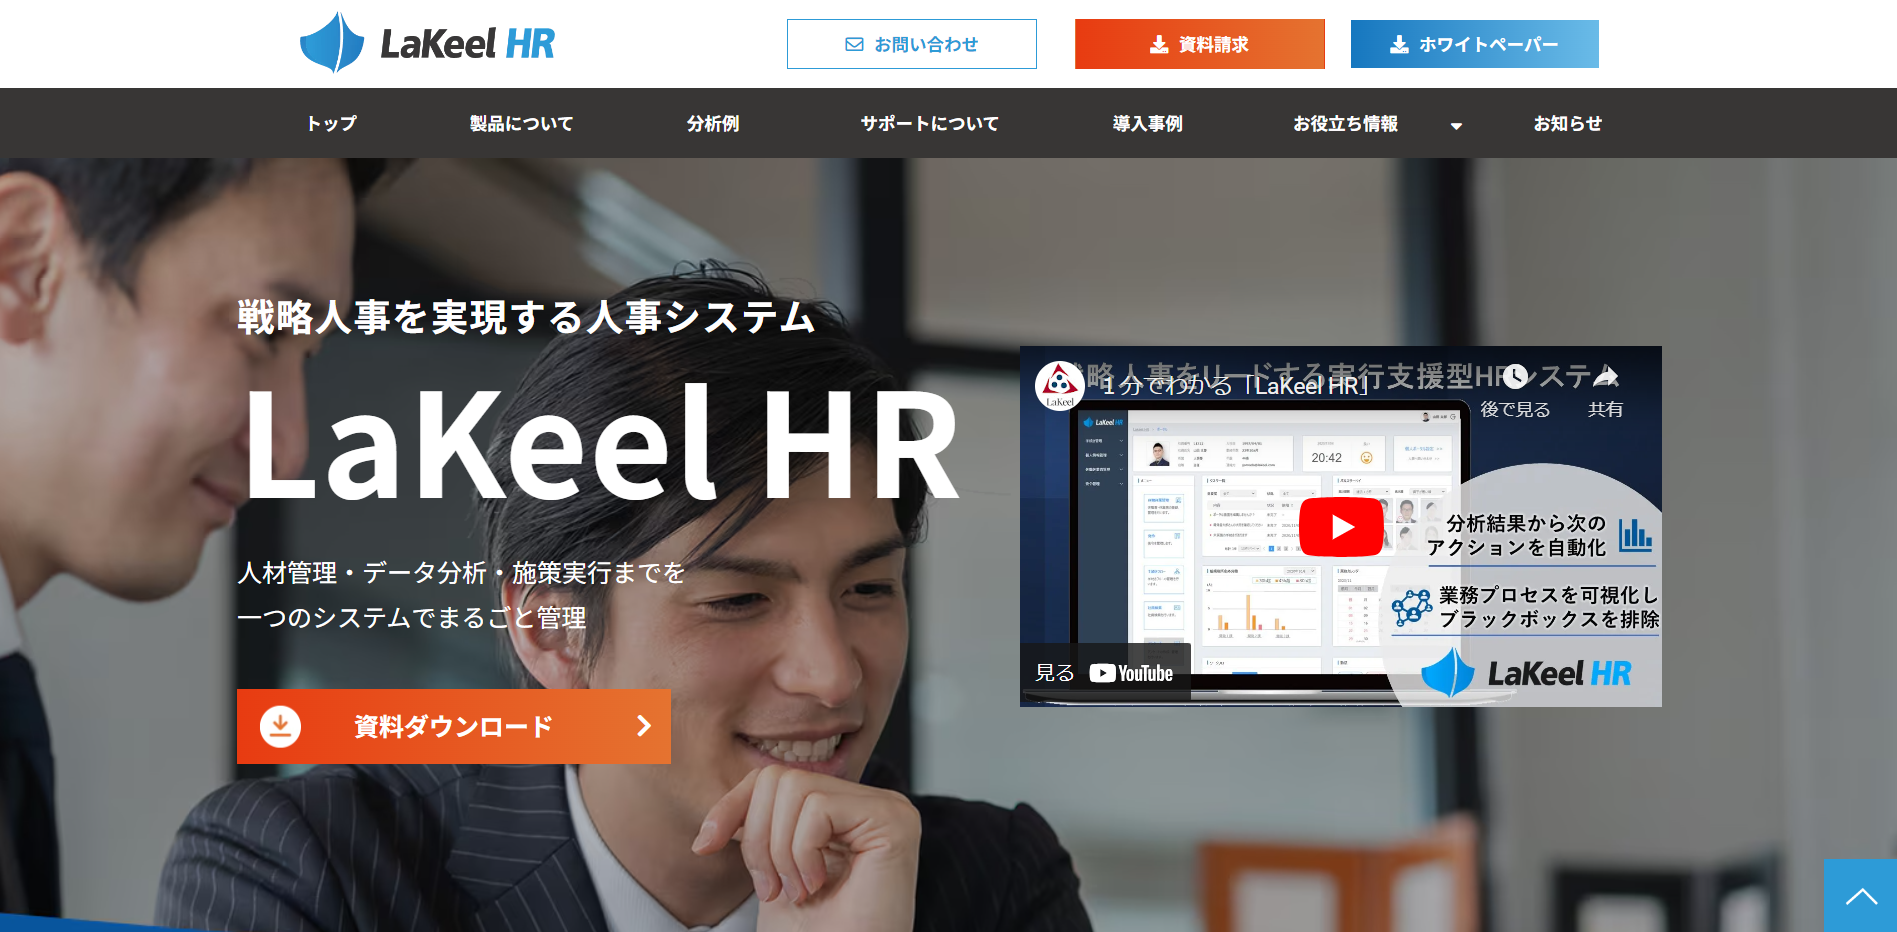 LaKeel HR
お問い合わせ
資料請求
ホワイトペーパー
トップ
製品について
分析例
サポートについて
導入事例
お役立ち情報
お知らせ
戦略人事を実現する人事システム
LaKeel HR
人材管理・データ分析・施策実行までを
一つのシステムでまるごと管理
資料ダウンロード
戦略人事をリードする実行支援型HRシステム
LaKeel
１分でわかる「LaKeel HR」
後で見る
共有
LaKeel HR
20:42
分析結果から次の
アクションを自動化
業務プロセスを可視化し
ブラックボックスを排除
見る
YouTube
LaKeel HR